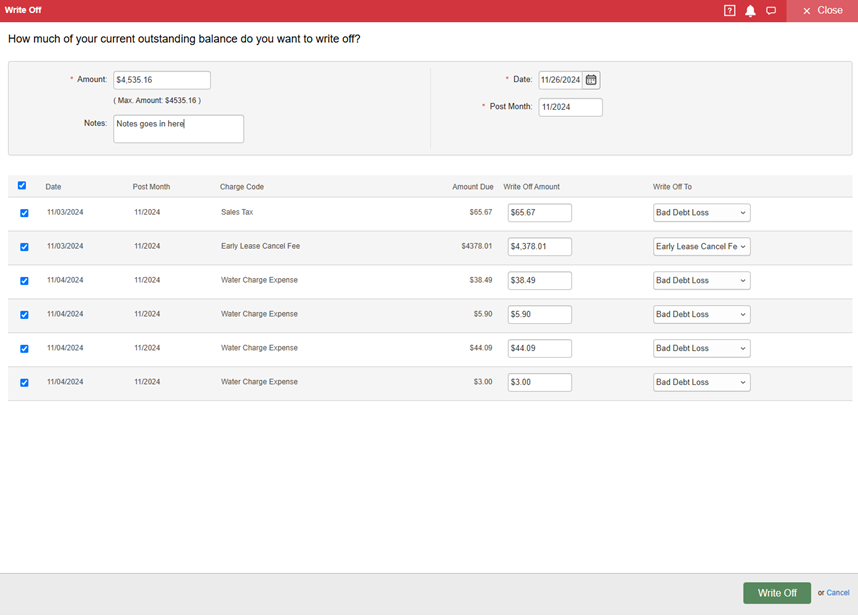 Write Off
? × Close
How much of your current outstanding balance do you want to write off?
* Amount: $4,535.16 * Date: 11/26/2024
( Max. Amount: $4535.16 ) * Post Month: 11/2024
Notes: Notes goes in here
Date Post Month Charge Code Amount Due Write Off Amount Write Off To
11/03/2024 11/2024 Sales Tax $65.67 $65.67 Bad Debt Loss
11/03/2024 11/2024 Early Lease Cancel Fee $4378.01 $4,378.01 Early Lease Cancel Fe
11/04/2024 11/2024 Water Charge Expense $38.49 $38.49 Bad Debt Loss
11/04/2024 11/2024 Water Charge Expense $5.90 $5.90 Bad Debt Loss
11/04/2024 11/2024 Water Charge Expense $44.09 $44.09 Bad Debt Loss
11/04/2024 11/2024 Water Charge Expense $3.00 $3.00 Bad Debt Loss
Write Off or Cancel